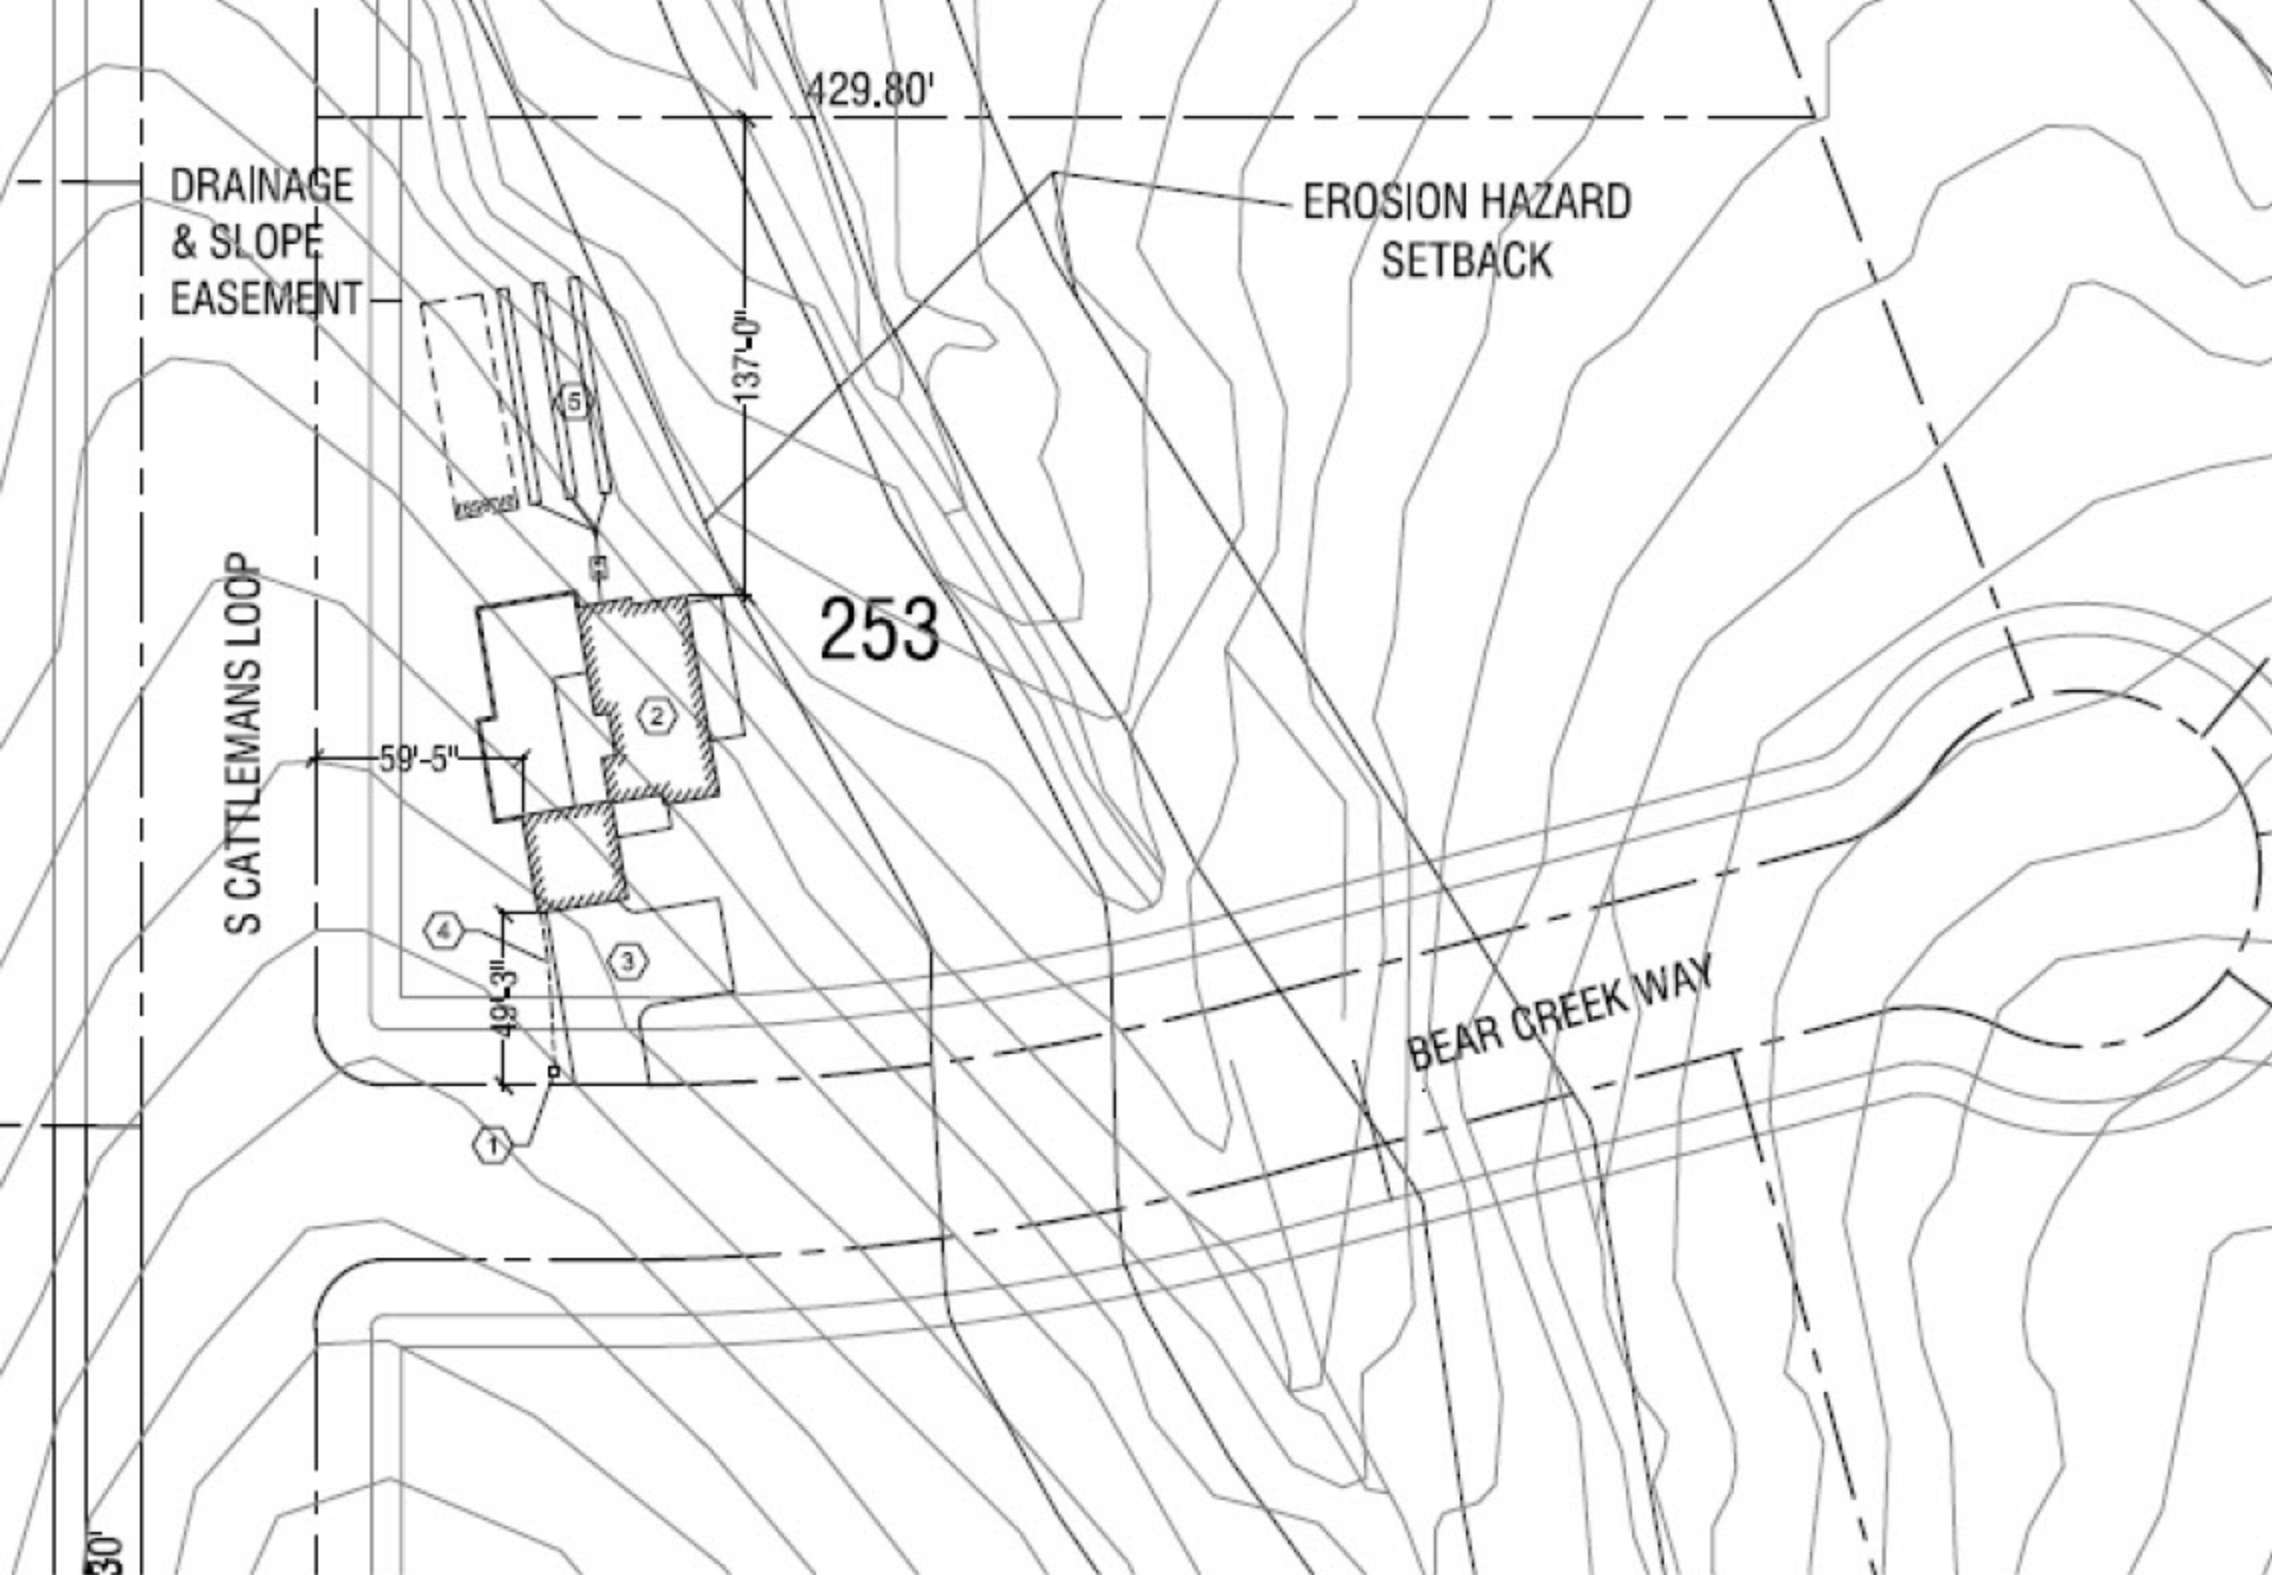 429.80'
DRAINAGE
& SLOPE
EASEMENT
EROSION HAZARD
SETBACK
137'-0"
5
253
2
S CATTLEMANS LOOP
59'-5"
4
3
49'-3"
BEAR CREEK WAY
1
30'